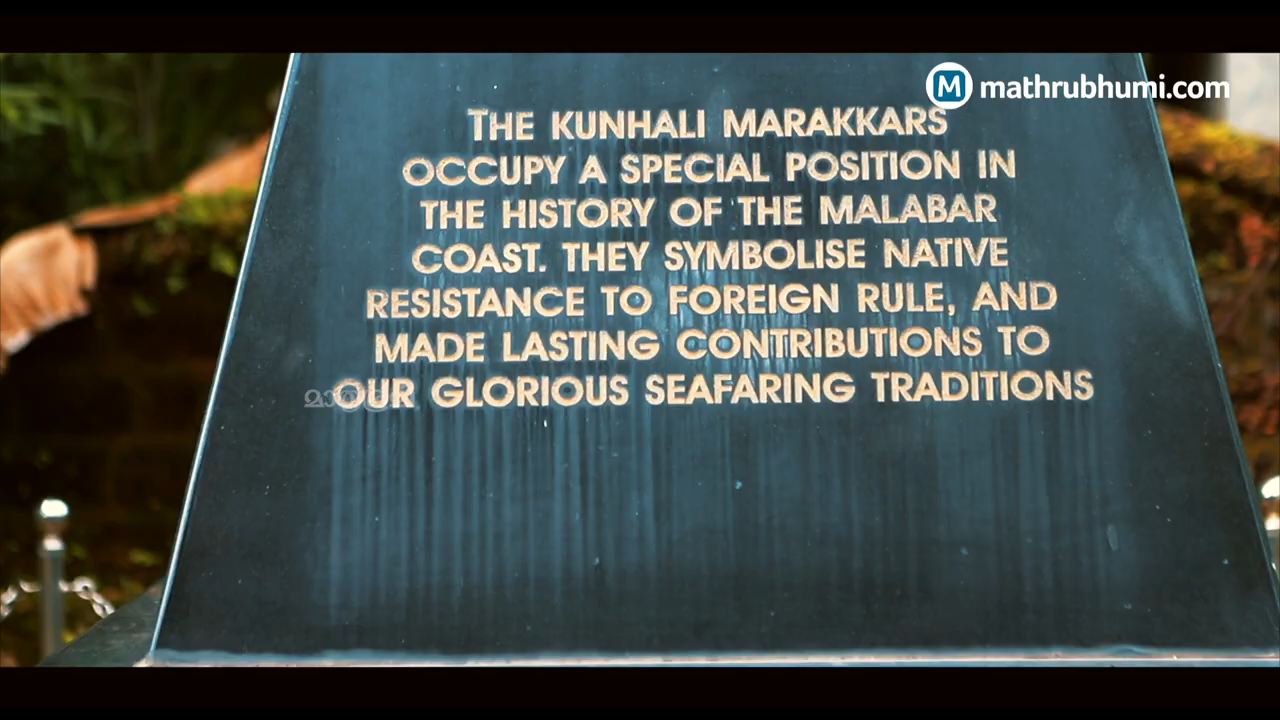 M mathrubhumi.com
THE KUNHALI MARAKKARS
OCCUPY A SPECIAL POSITION IN
THE HISTORY OF THE MALABAR
COAST. THEY SYMBOLISE NATIVE
RESISTANCE TO FOREIGN RULE, AND
MADE LASTING CONTRIBUTIONS TO
OUR GLORIOUS SEAFARING TRADITIONS